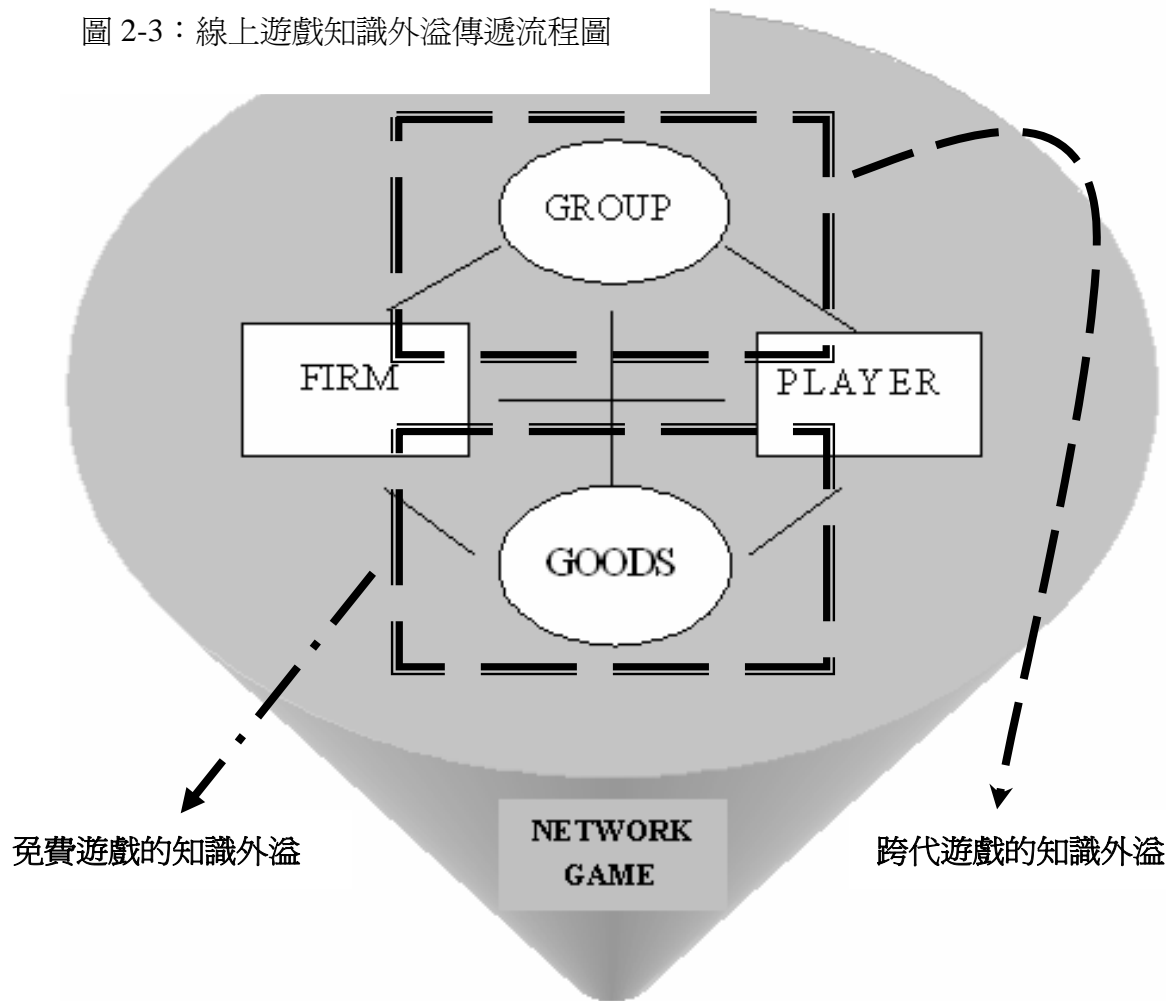 圖 2-3：線上遊戲知識外溢傳遞流程圖
GROUP
FIRM
PLAYER
GOODS
免費遊戲的知識外溢
NETWORK
GAME
跨代遊戲的知識外溢